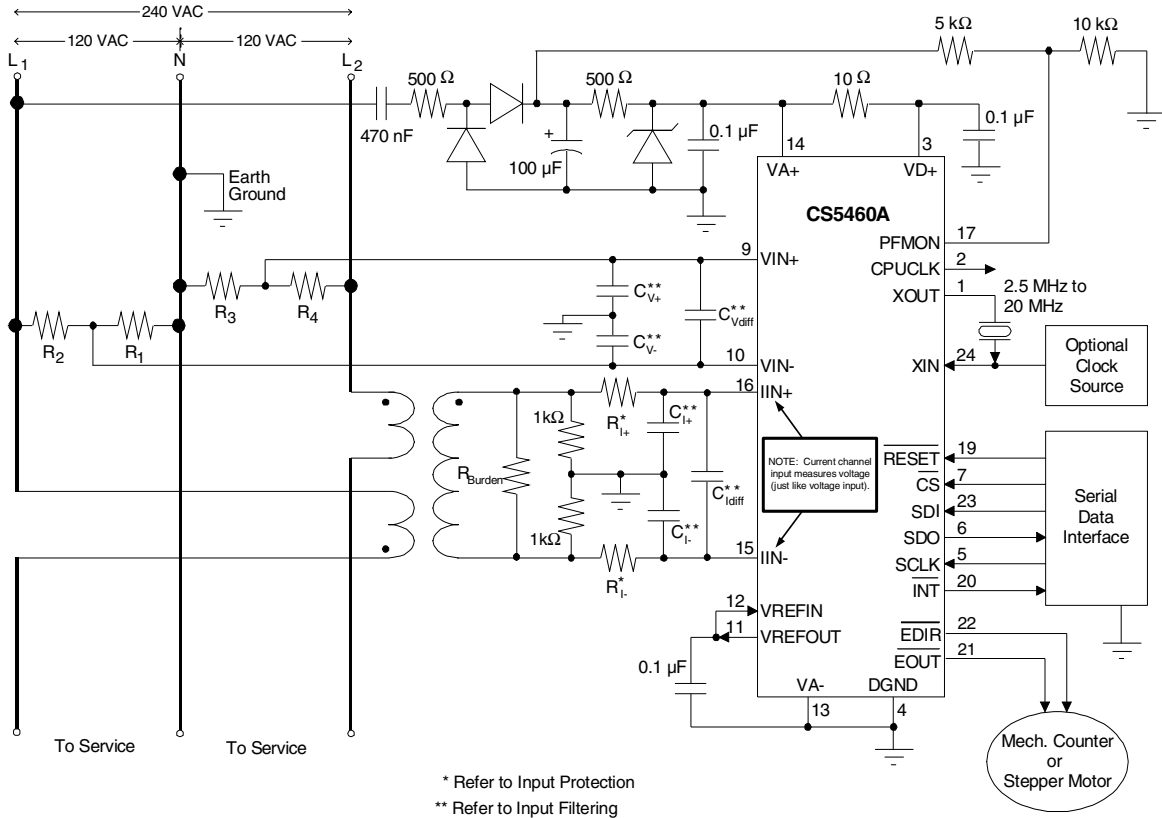 240 VAC
120 VAC
120 VAC
L1
N
L2
5 kΩ
10 kΩ
500 Ω
500 Ω
10 Ω
470 nF
+
100 µF
0.1 µF
0.1 µF
14
3
VA+
VD+
Earth
Ground
CS5460A
17
PFMON
9
VIN+
2
CPUCLK
1
XOUT
2.5 MHz to
20 MHz
R3
R4
CV+**
CVdiff**
CV-**
R2
R1
10
VIN-
24
XIN
Optional
Clock
Source
16
IIN+
1kΩ
RI+*
CI+**
RBurden
NOTE: Current channel
input measures voltage
(just like voltage input).
CIdiff**
1kΩ
CI-**
RI-*
15
IIN-
19
RESET
7
CS
23
SDI
6
SDO
5
SCLK
20
INT
Serial
Data
Interface
12
VREFIN
11
VREFOUT
22
EDIR
21
EOUT
0.1 µF
VA-
DGND
13
4
To Service
To Service
Mech. Counter
or
Stepper Motor
* Refer to Input Protection
** Refer to Input Filtering